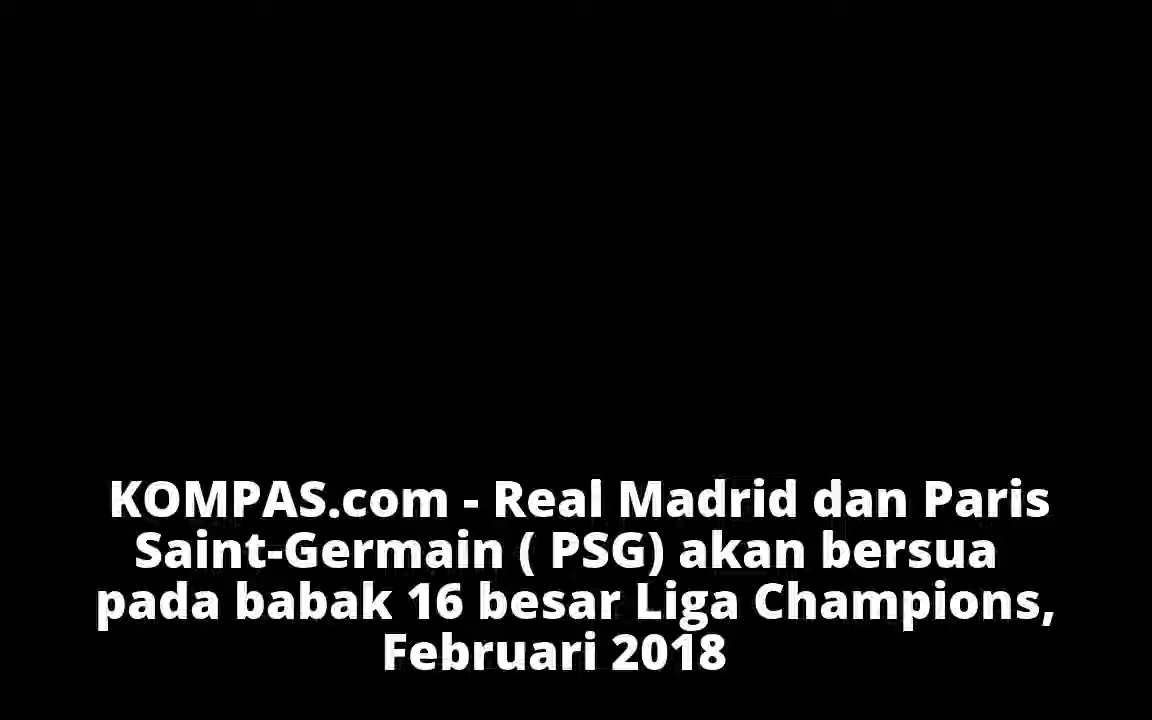 KOMPAS.com - Real Madrid dan Paris
Saint-Germain ( PSG) akan bersua
pada babak 16 besar Liga Champions,
Februari 2018